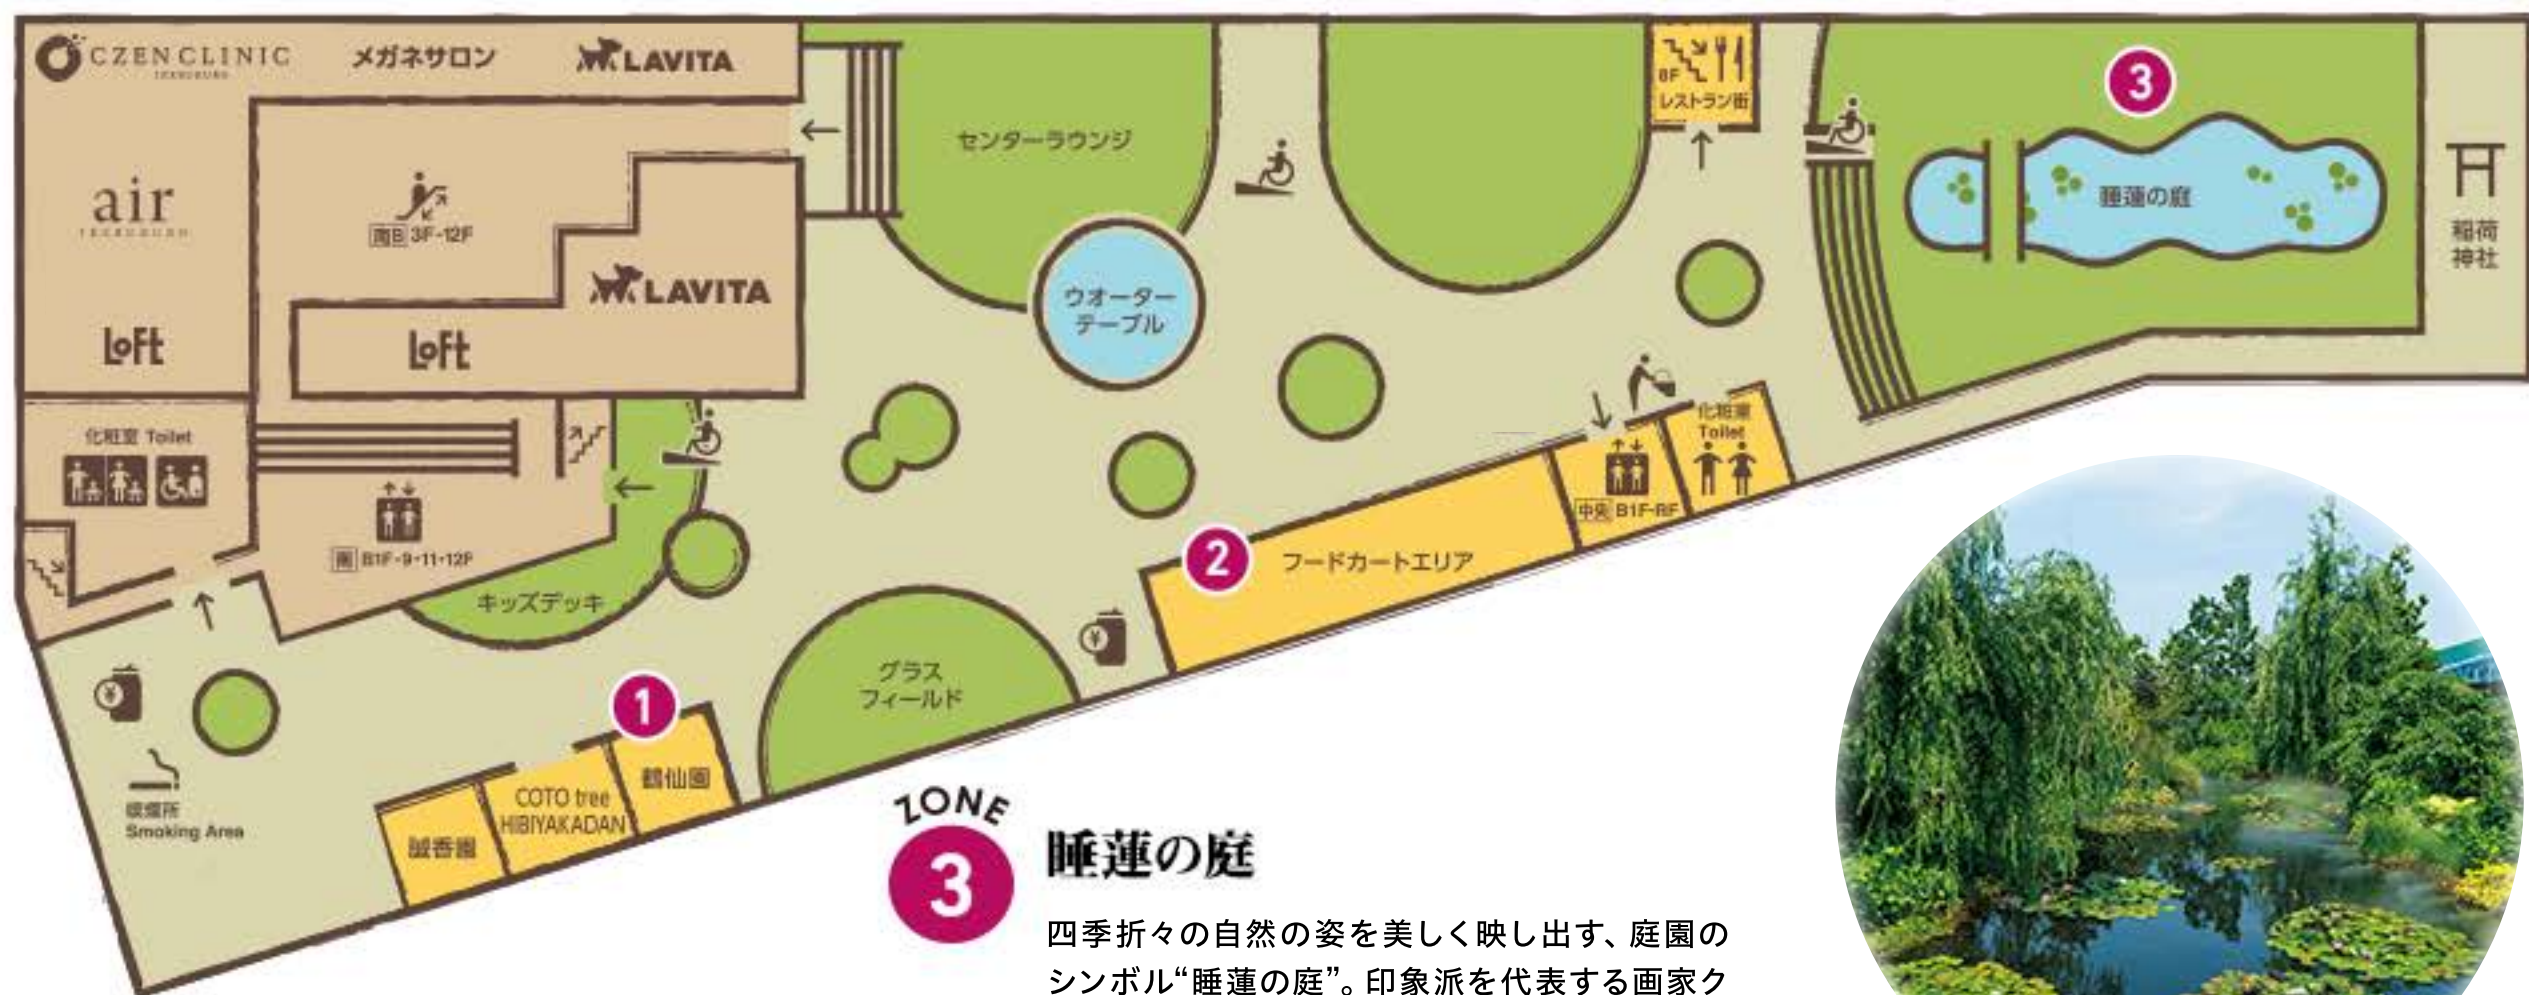 CZEN CLINIC
IKEBUKURO
メガネサロン
LAVITA
air
IKEBUKURO
南B 3F-12F
LAVITA
LoFt
LoFt
化粧室 Toilet
南 B1F・9・11・12F
センターラウンジ
ウオーター
テーブル
8F
レストラン街
3
睡蓮の庭
稲荷
神社
キッズデッキ
グラス
フィールド
2
フードカートエリア
中央 B1F-RF
化粧室
Toilet
¥
¥
喫煙所
Smoking Area
1
誠香園
COTO tree
HIBIYAKADAN
鶴仙園
ZONE
3
睡蓮の庭
四季折々の自然の姿を美しく映し出す、庭園の
シンボル“睡蓮の庭”。印象派を代表する画家ク